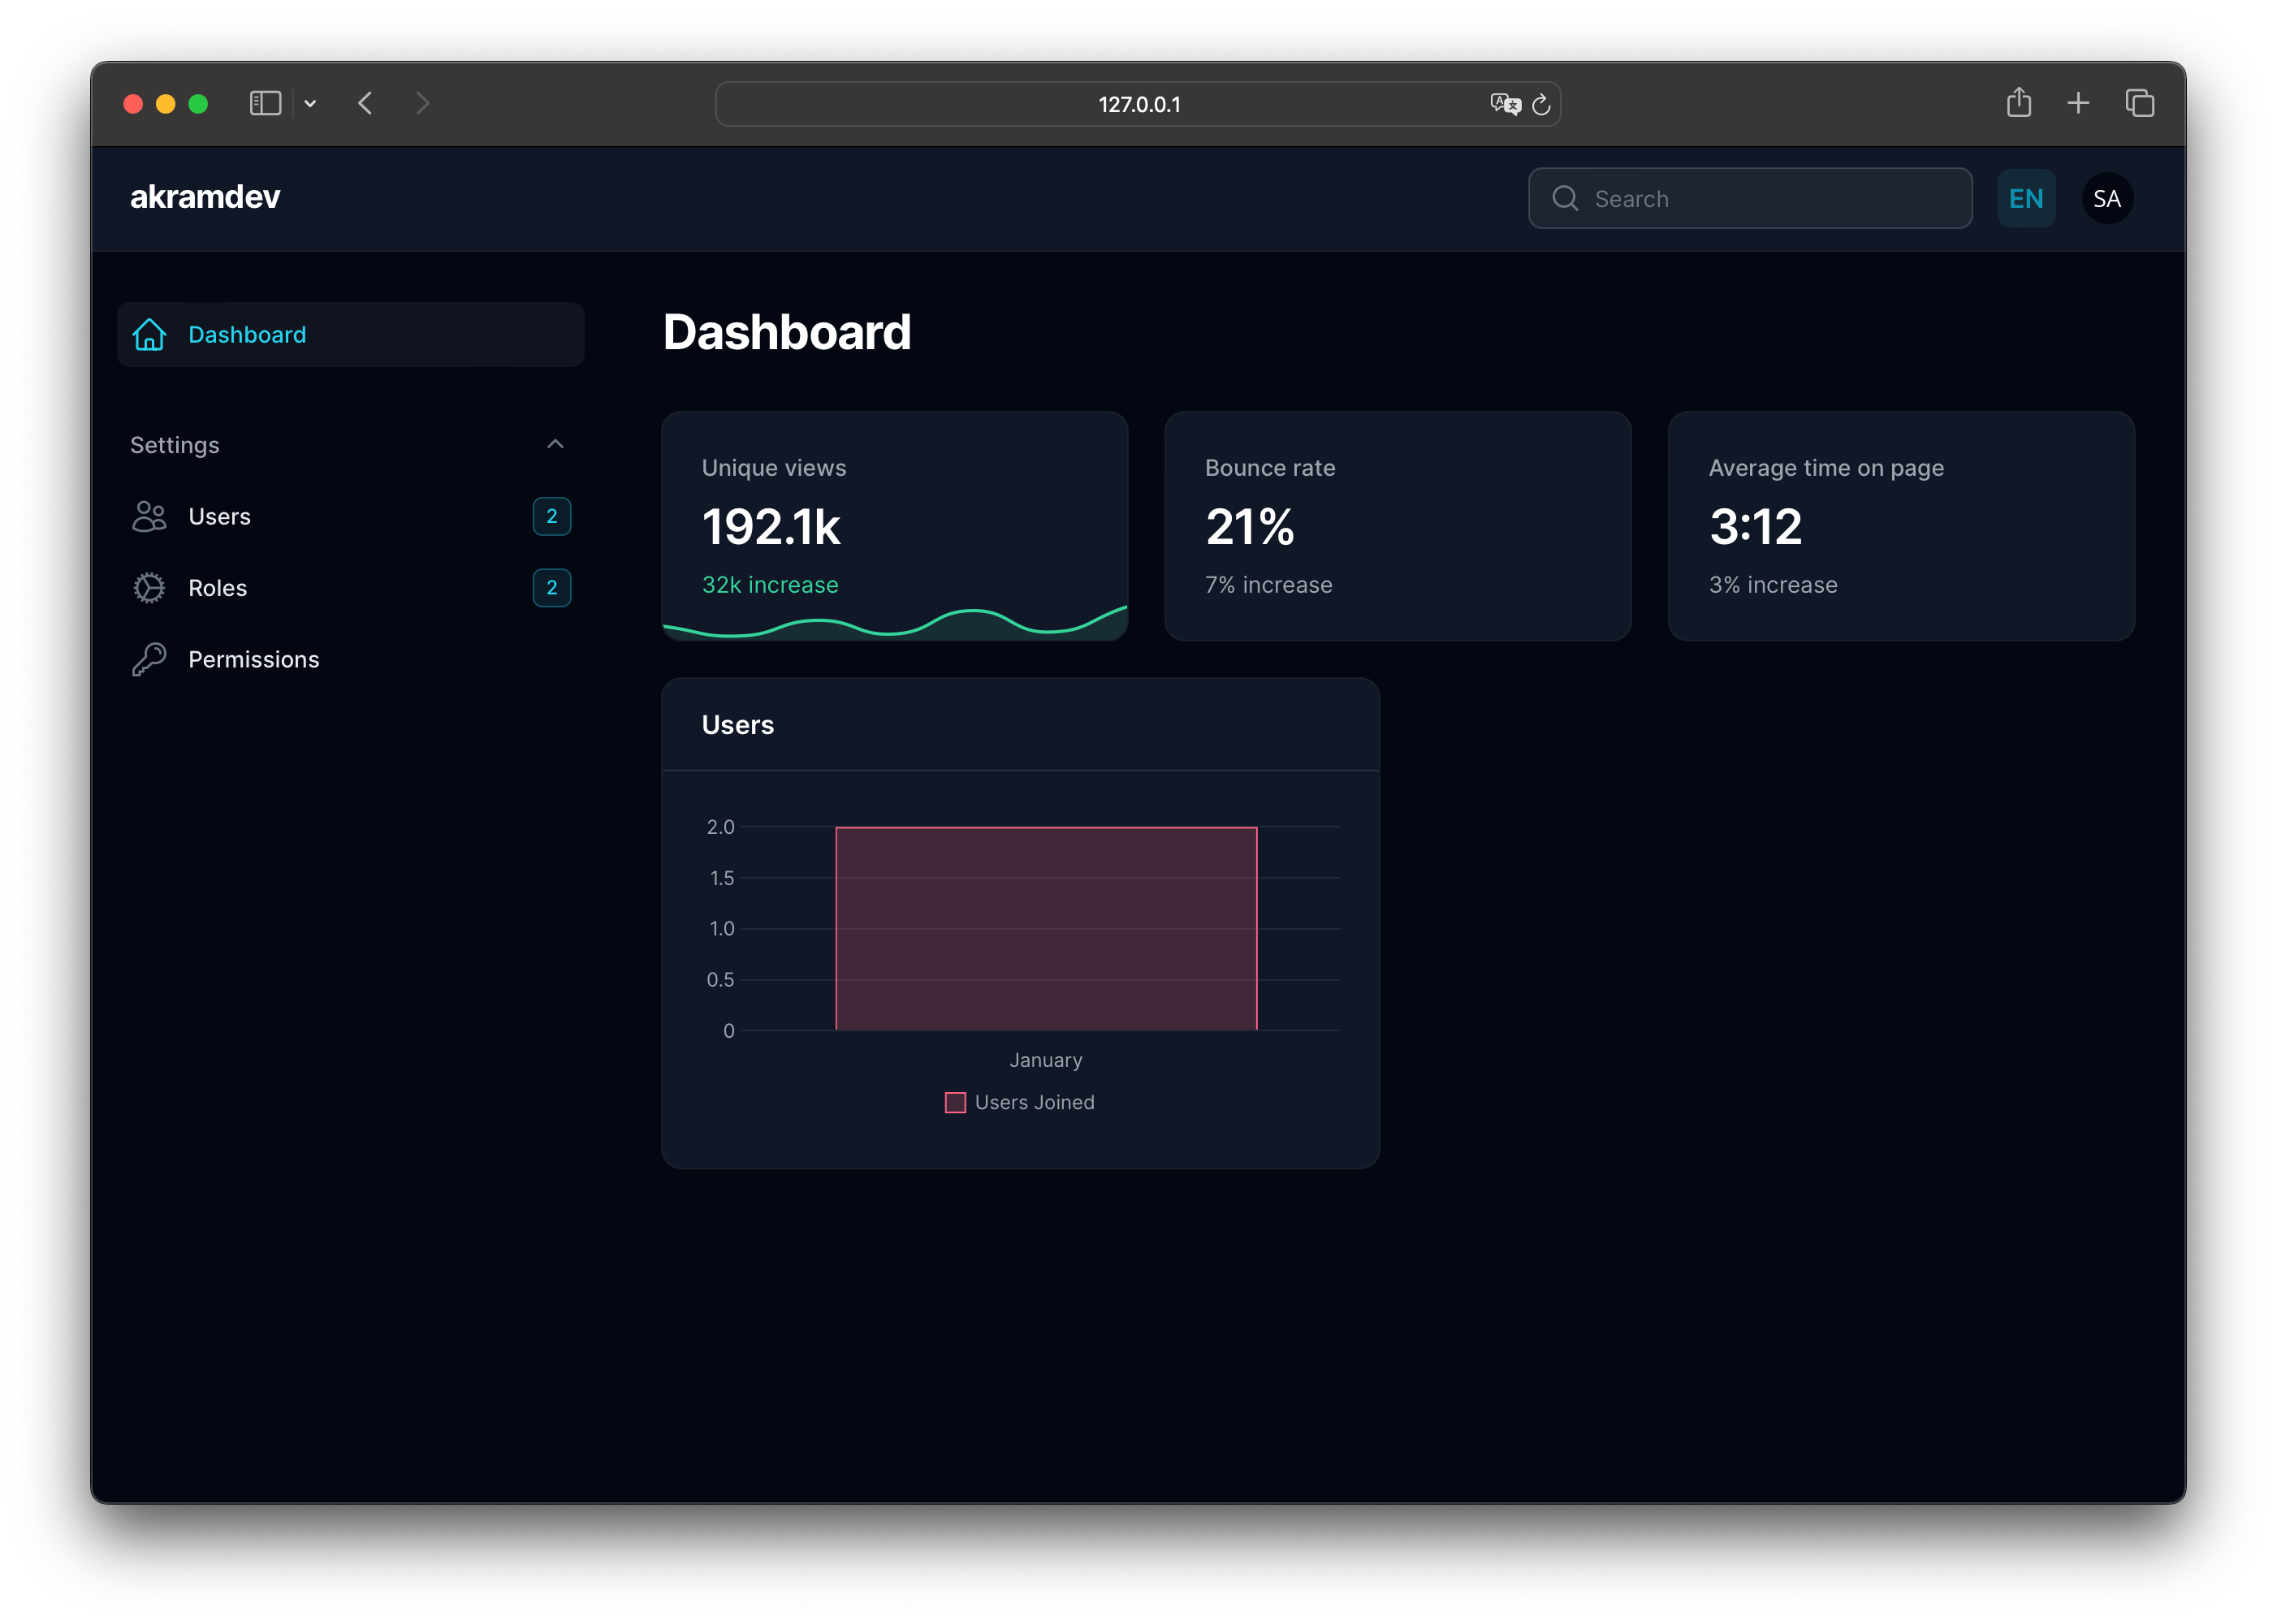 127.0.0.1
akramdev
Search
EN
SA
Dashboard
Settings
Users 2
Roles 2
Permissions
Dashboard
Unique views
192.1k
32k increase
Bounce rate
21%
7% increase
Average time on page
3:12
3% increase
Users
2.0
1.5
1.0
0.5
0
January
Users Joined